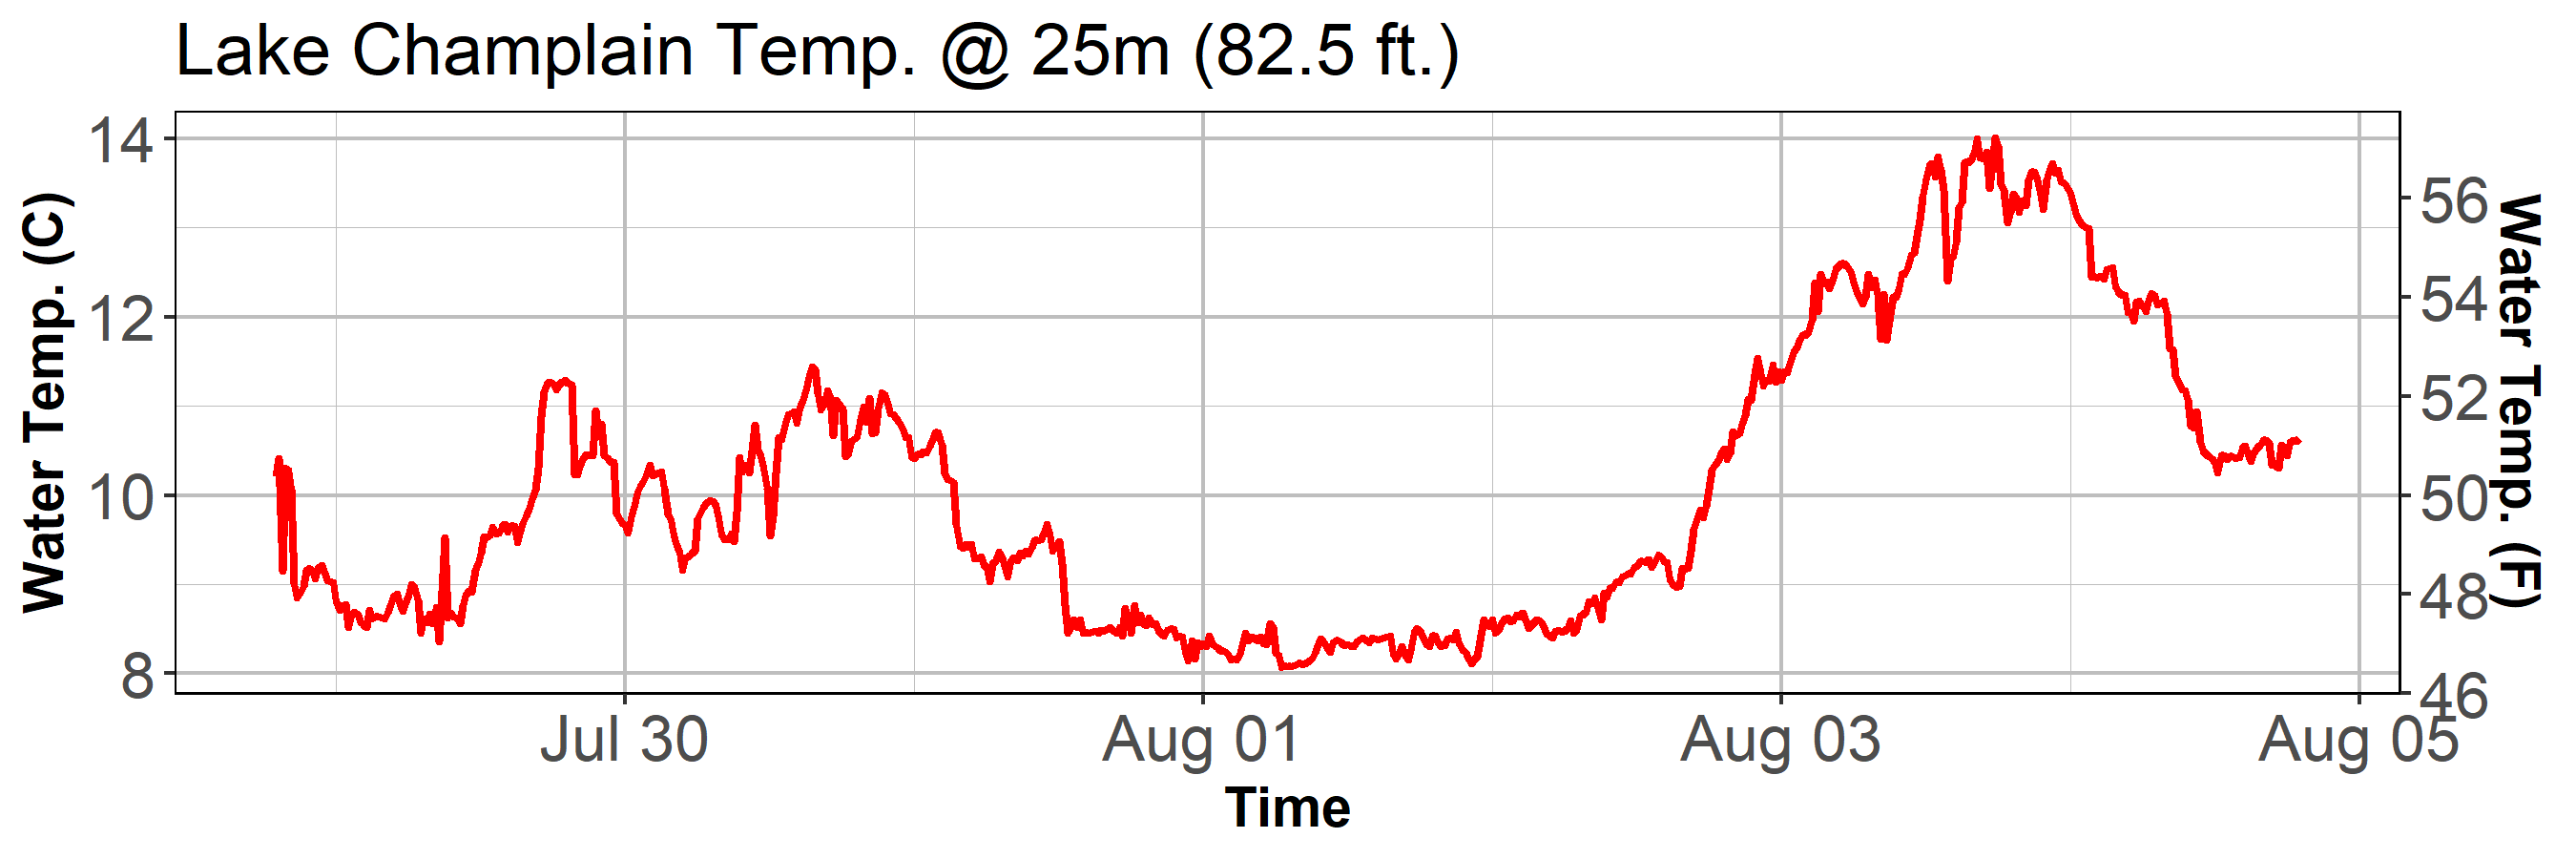 Lake Champlain Temp. @ 25m (82.5 ft.)
Water Temp. (C)
14
12
10
8
56
54
52
50
48
46
Water Temp. (F)
Jul 30
Aug 01
Aug 03
Aug 05
Time